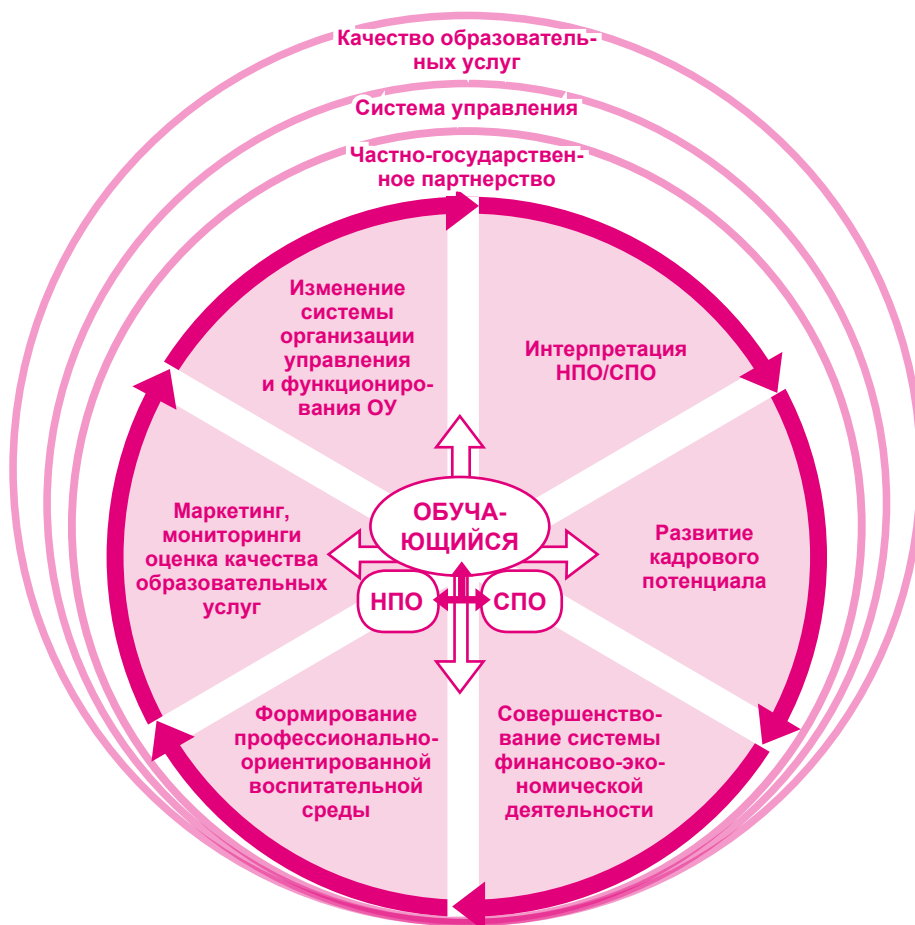 Качество образователь-
ных услуг
Система управления
Частно-государствен-
ное партнерство
Изменение
системы
организации
управления
и функциониро-
вания ОУ
Интерпретация
НПО/СПО
Маркетинг,
мониторинги
оценка качества
образовательных
услуг
ОБУЧА-
ЮЩИЙСЯ
НПО
СПО
Развитие
кадрового
потенциала
Формирование
профессионально-
ориентированной
воспитательной
среды
Совершенство-
вание системы
финансово-эко-
номической
деятельности